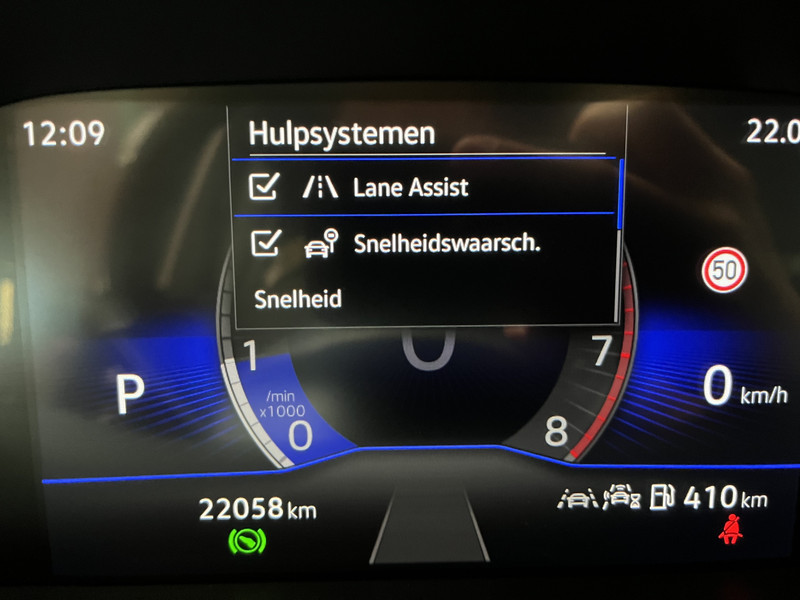 12:09
Hulpsystemen
22.0
Lane Assist
Snelheidswaarsch.
Snelheid
50
0
1
7
P
/min
x1000
0
8
0 km/h
22058 km
410 km